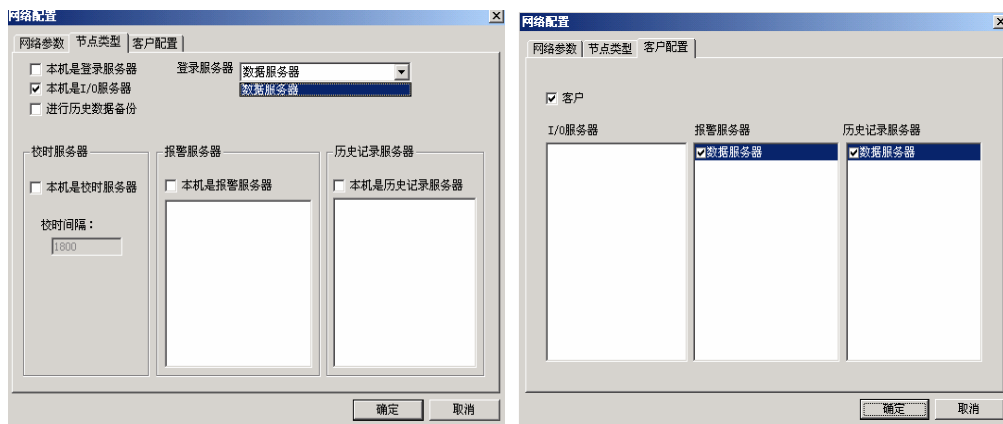 网络配置
网络参数 节点类型 客户配置
本机是登录服务器
登录服务器 数据服务器
本机是I/O服务器
数据服务器
进行历史数据备份
校时服务器
报警服务器
历史记录服务器
本机是校时服务器
本机是报警服务器
本机是历史记录服务器
校时间隔：
1800
确定 取消
网络配置
网络参数 节点类型 客户配置
客户
I/O服务器 报警服务器 历史记录服务器
数据服务器 数据服务器
确定 取消